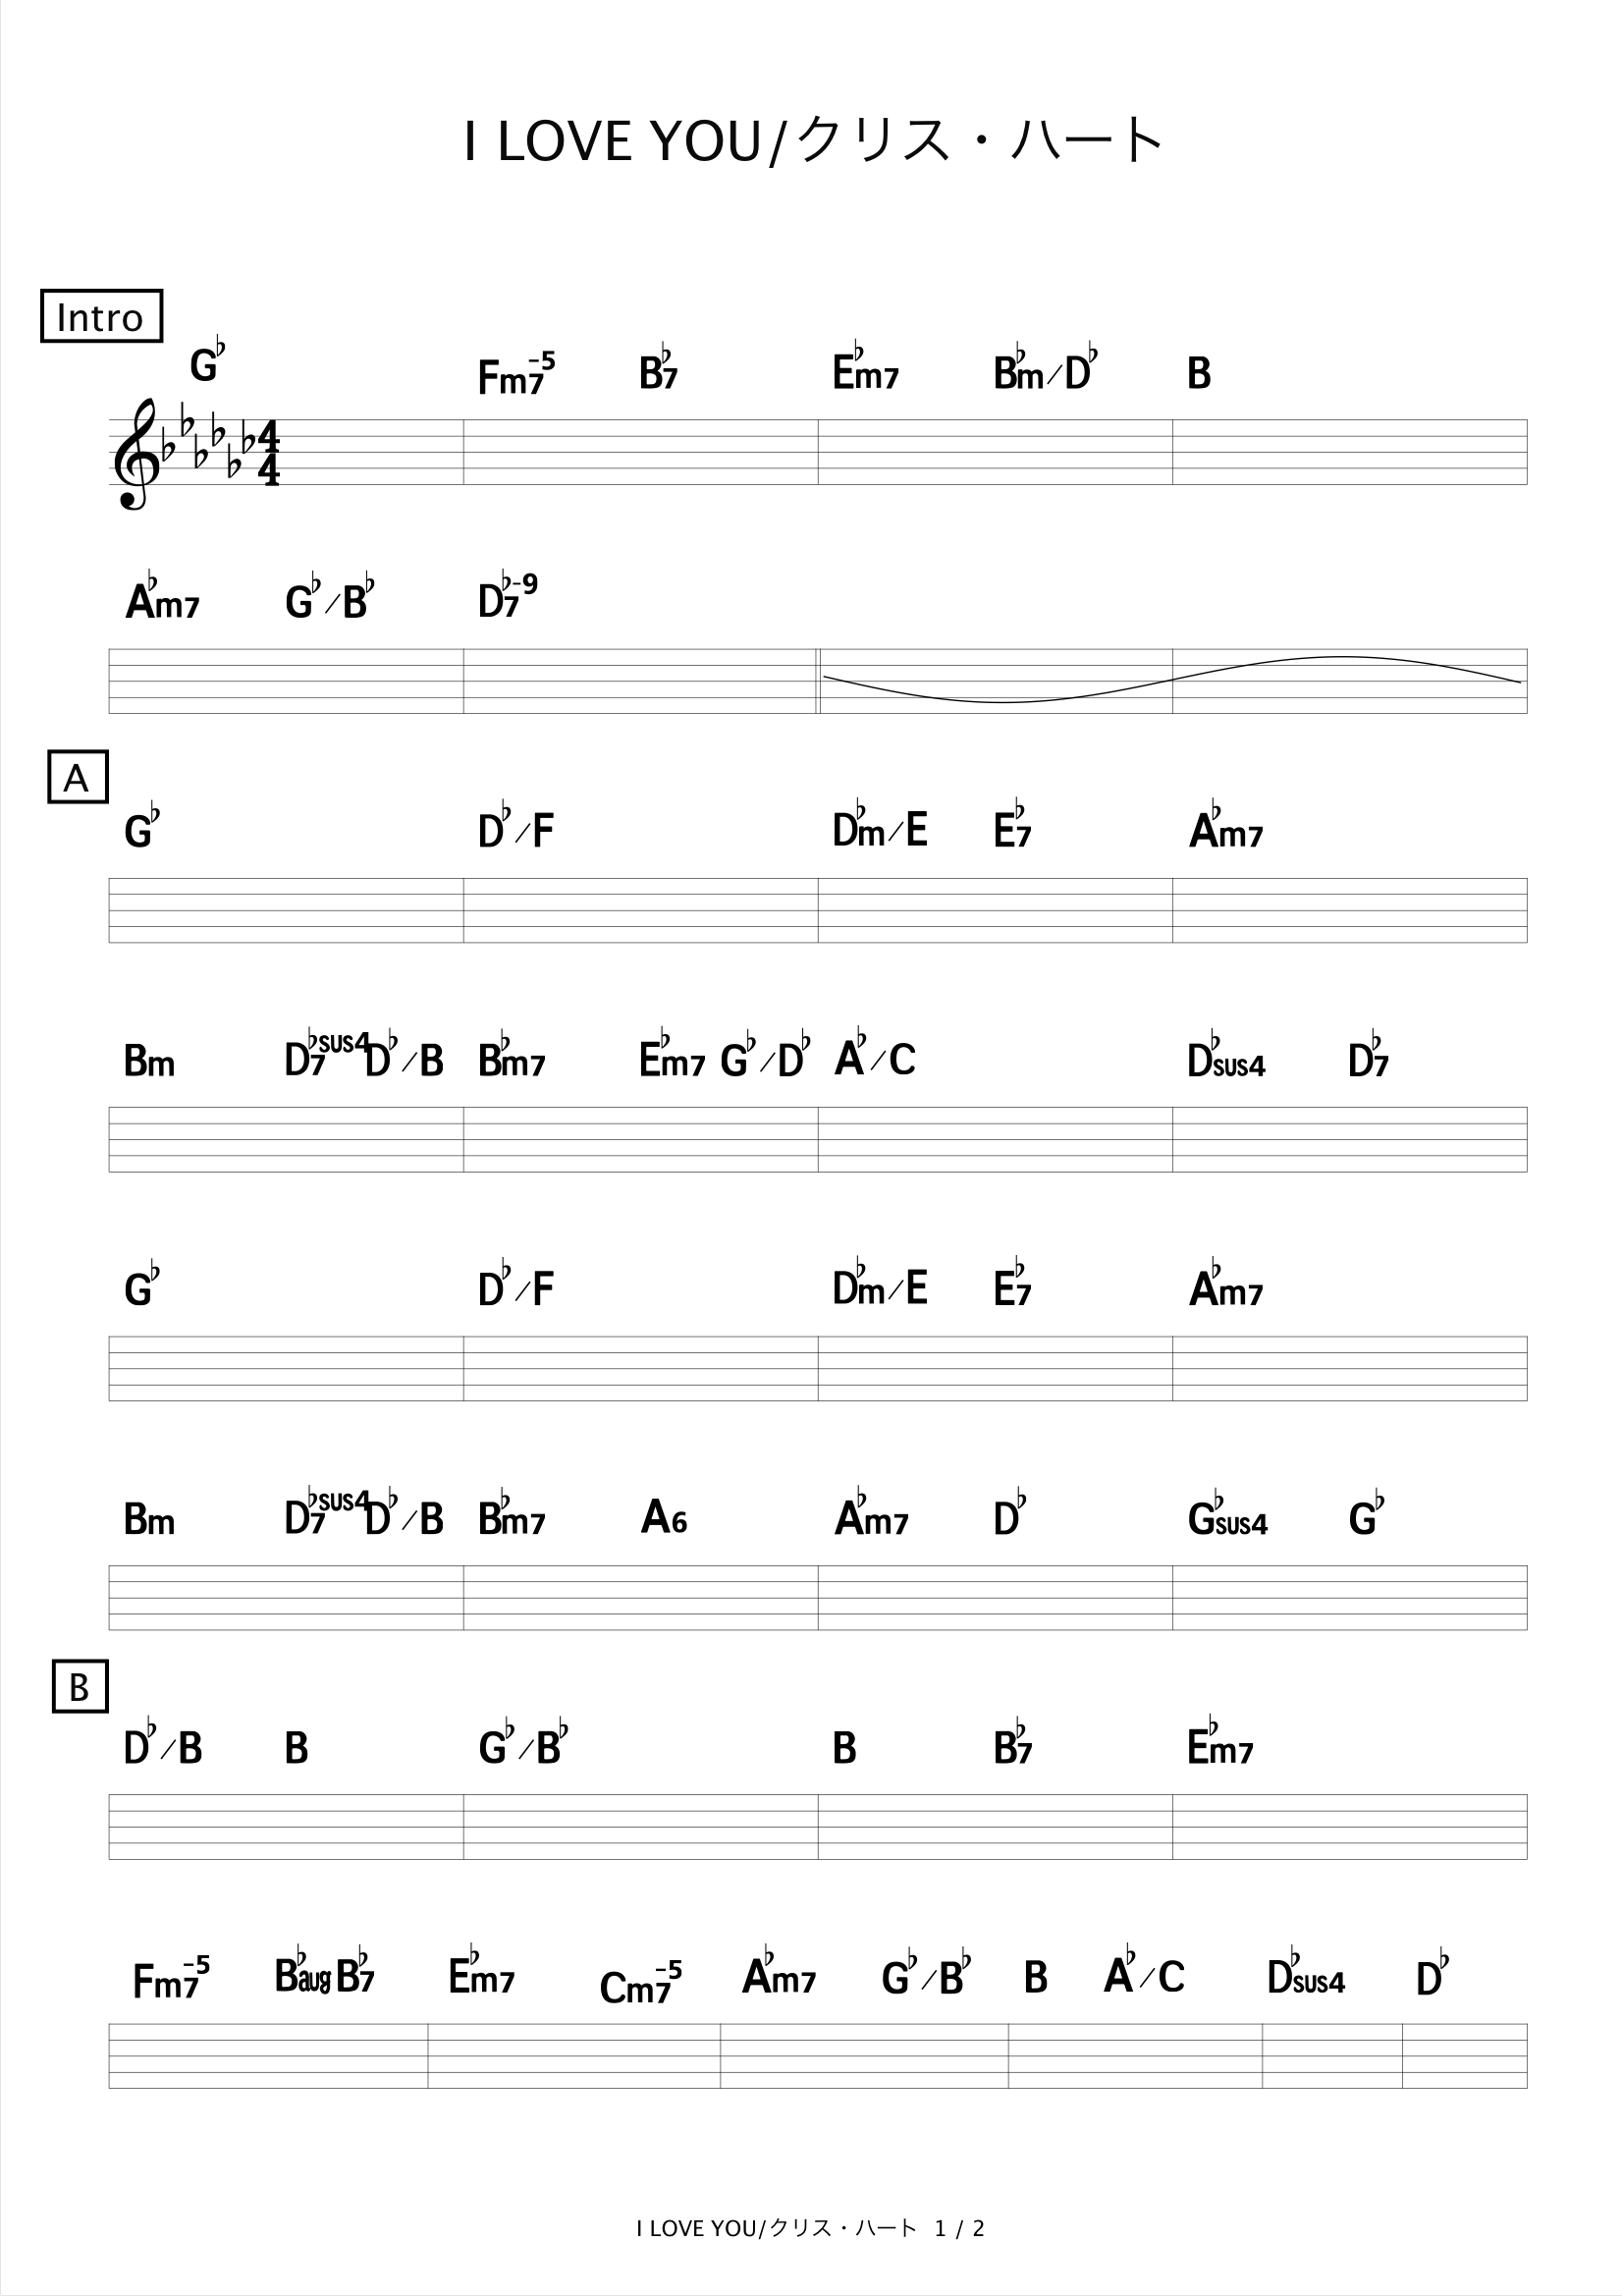 I LOVE YOU/クリス・ハート
Intro
G♭ Fm7-5 B♭7 E♭m7 B♭m/D♭ B
4
4
A♭m7 G♭/B♭ D♭7-9
A
G♭ D♭/F D♭m/E E♭7 A♭m7
Bm D♭7sus4 D♭/B B♭m7 E♭m7 G♭/D♭ A♭/C D♭sus4 D♭7
G♭ D♭/F D♭m/E E♭7 A♭m7
Bm D♭7sus4 D♭/B B♭m7 A6 A♭m7 D♭ G♭sus4 G♭
B
D♭/B B G♭/B♭ B B♭7 E♭m7
Fm7-5 B♭aug B♭7 E♭m7 Cm7-5 A♭m7 G♭/B♭ B A♭/C D♭sus4 D♭
I LOVE YOU/クリス・ハート 1 / 2